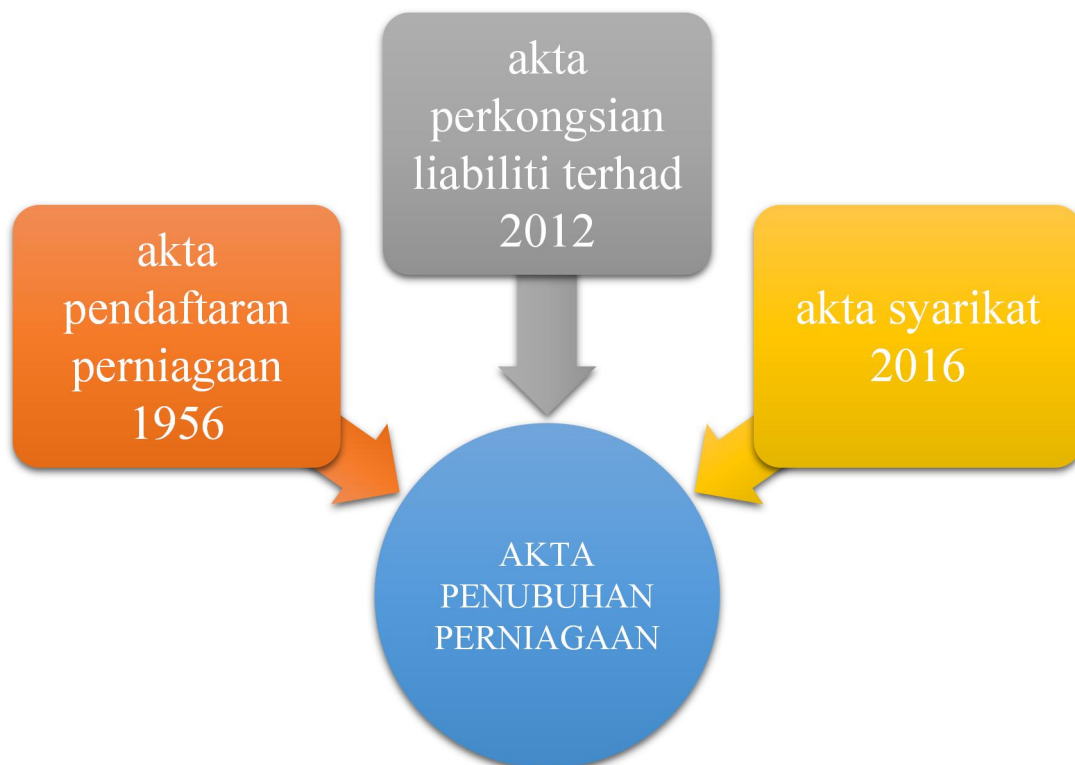 akta
perkongsian
liabiliti terhad
2012
akta
pendaftaran
perniagaan
1956
akta syarikat
2016
AKTA
PENUBUHAN
PERNIAGAAN